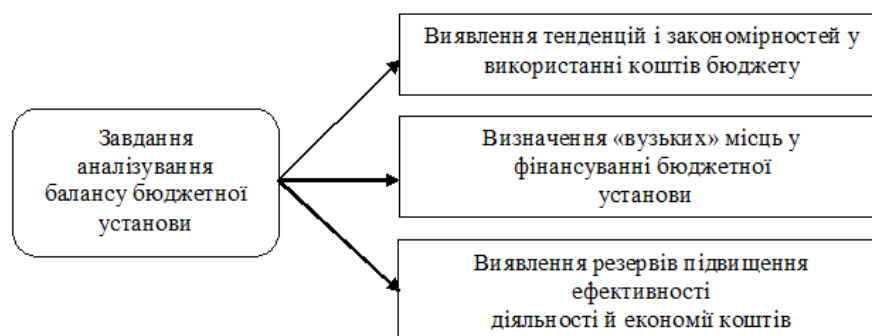 Завдання
аналізування
балансу бюджетної
установи
Виявлення тенденцій і закономірностей у
використанні коштів бюджету
Визначення «вузьких» місць у
фінансуванні бюджетної
установи
Виявлення резервів підвищення
ефективності
діяльності й економії коштів